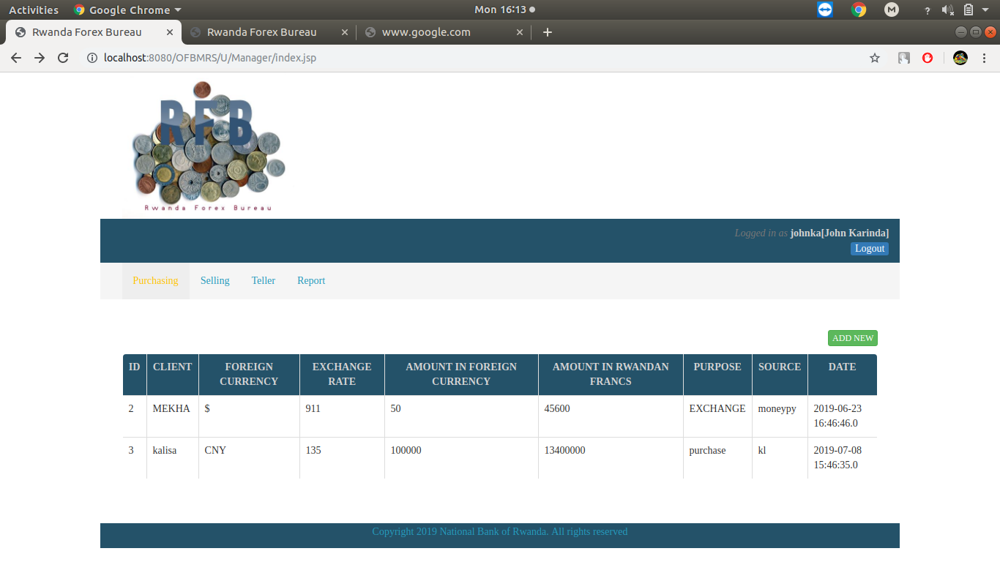 Activities Google Chrome Mon 16:13
Rwanda Forex Bureau Rwanda Forex Bureau www.google.com
localhost:8080/OFBMRS/U/Manager/index.jsp
RFB
Rwanda Forex Bureau
Logged in as johnka[John Karinda]
Logout
Purchasing Selling Teller Report
ADD NEW
ID CLIENT FOREIGN EXCHANGE AMOUNT IN FOREIGN AMOUNT IN RWANDAN PURPOSE SOURCE DATE
CURRENCY RATE CURRENCY FRANCS
2 MEKHA $ 911 50 45600 EXCHANGE moneypy 2019-06-23
16:46:46.0
3 kalisa CNY 135 100000 13400000 purchase kl 2019-07-08
15:46:35.0
Copyright 2019 National Bank of Rwanda. All rights reserved